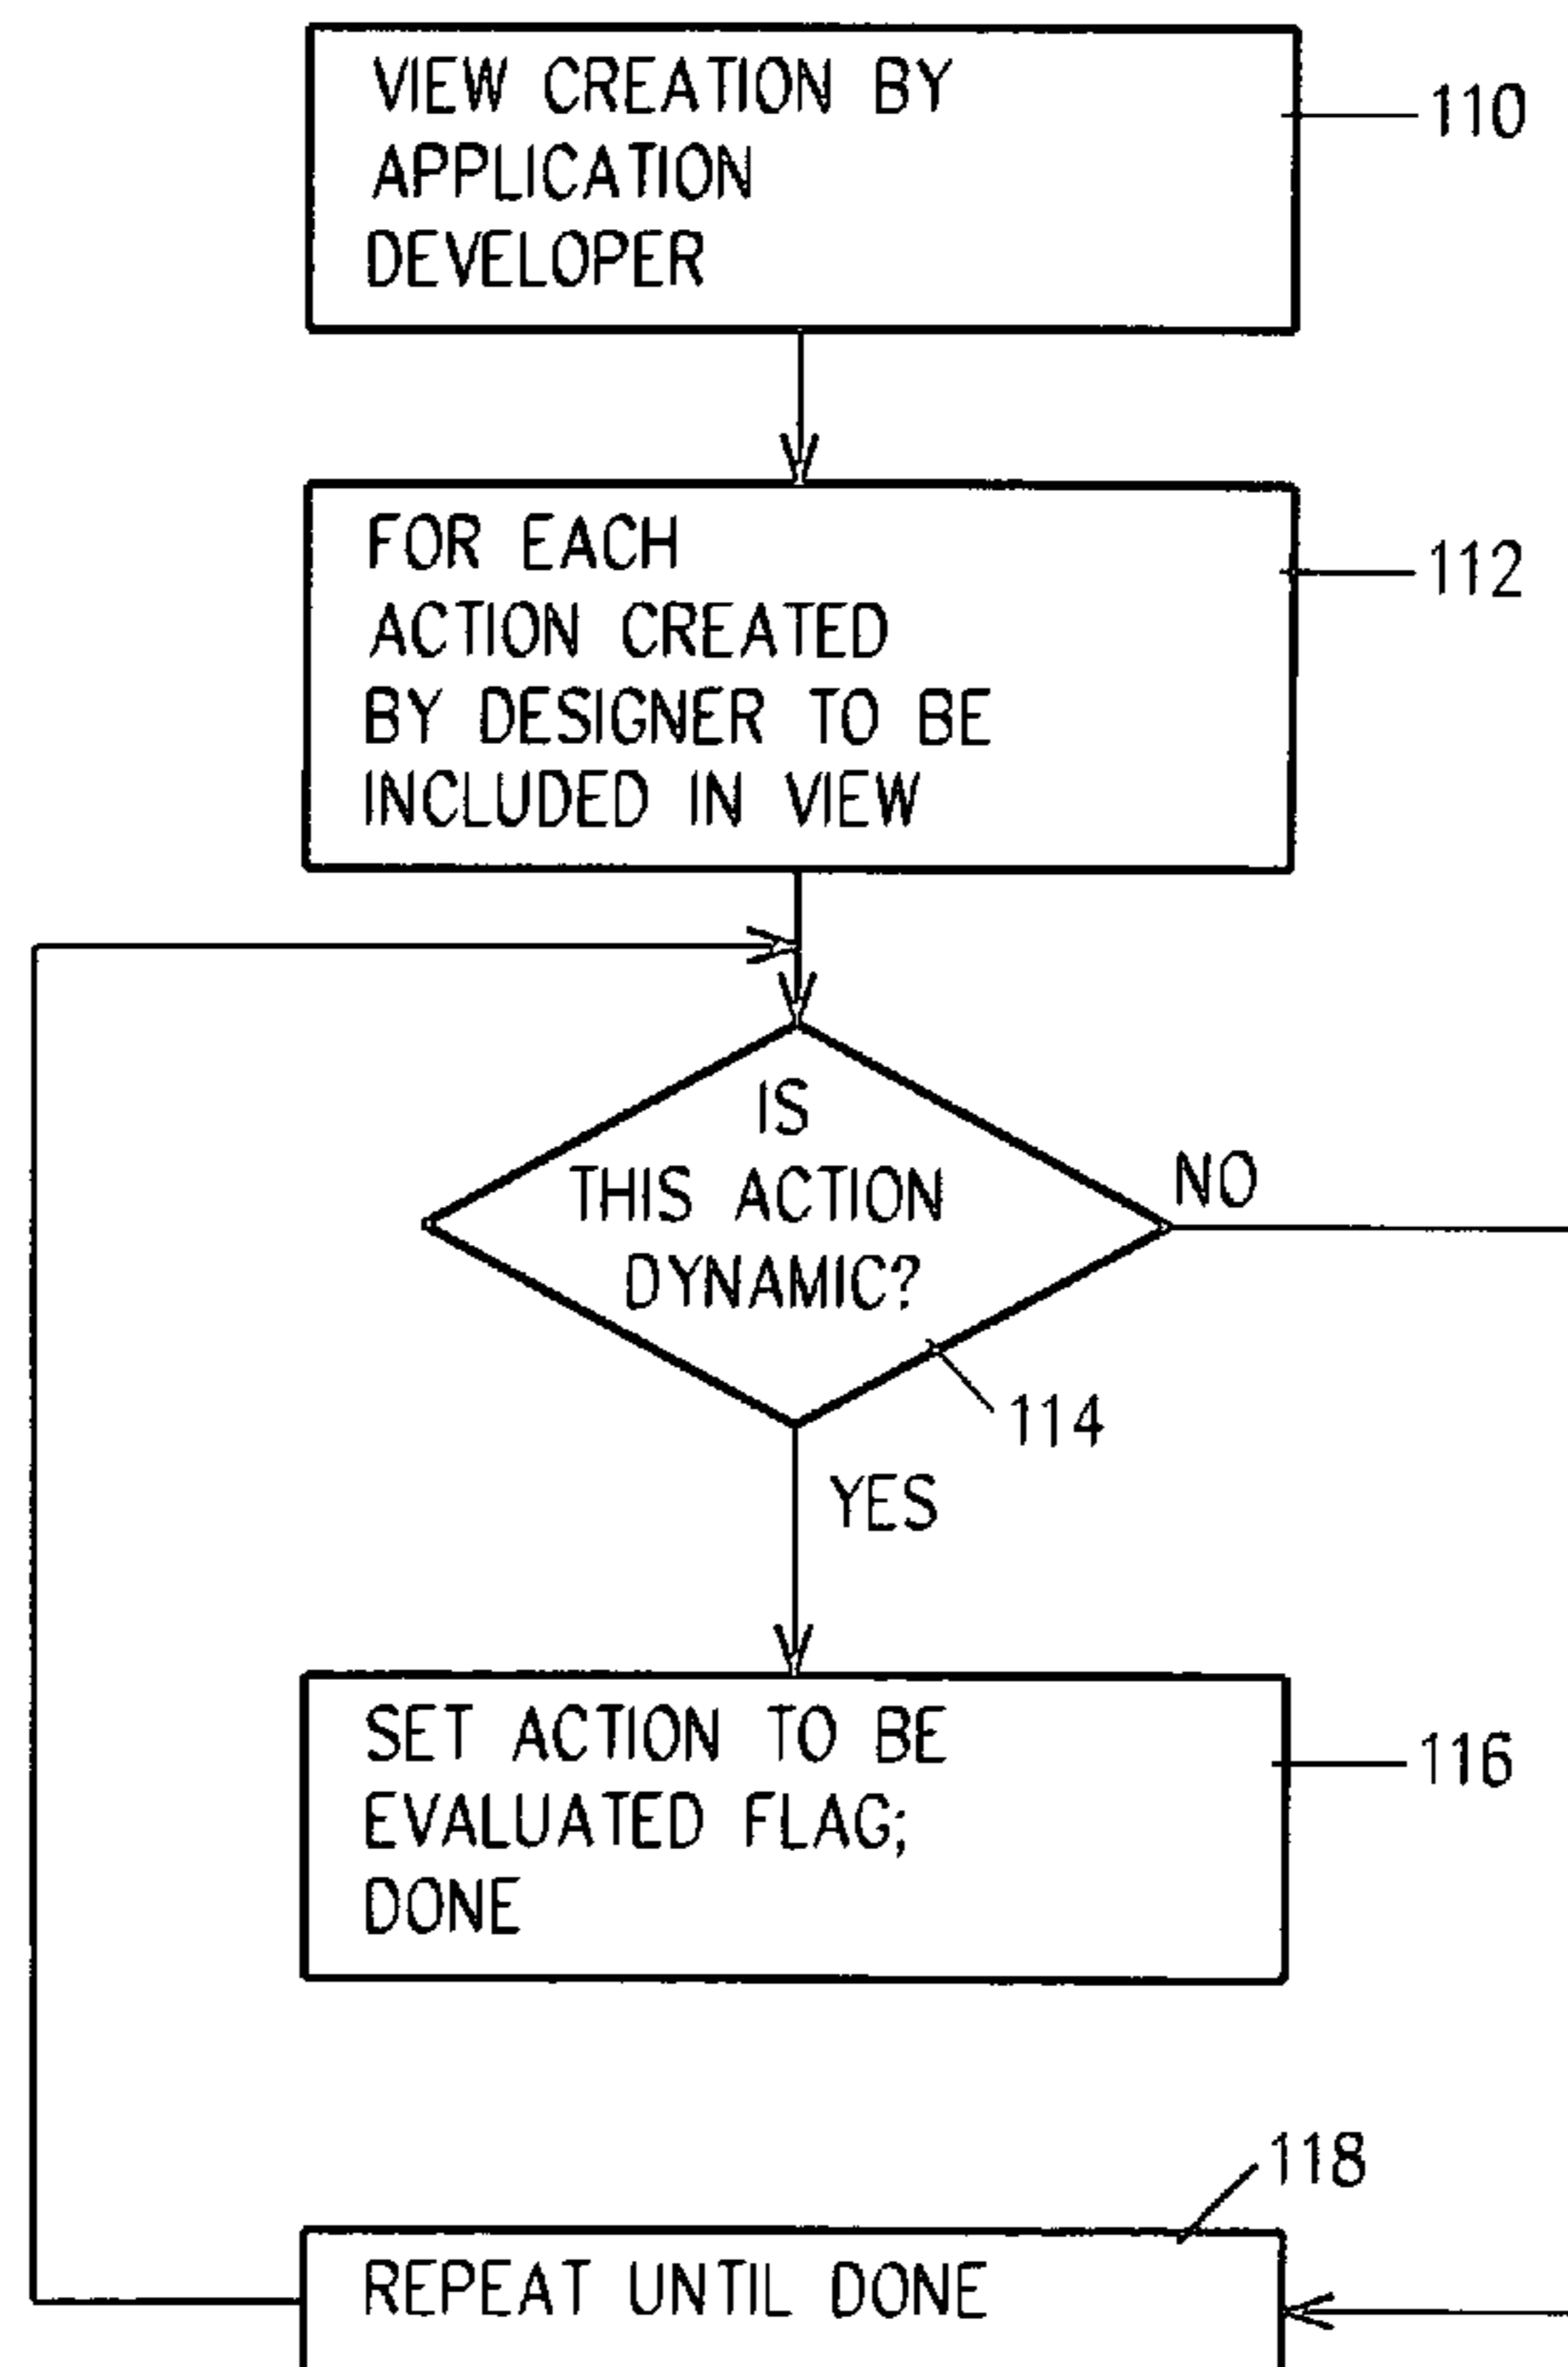 VIEW CREATION BY
APPLICATION
DEVELOPER
110
FOR EACH
ACTION CREATED
BY DESIGNER TO BE
INCLUDED IN VIEW
112
IS
THIS ACTION
DYNAMIC?
NO
114
YES
SET ACTION TO BE
EVALUATED FLAG;
DONE
116
118
REPEAT UNTIL DONE